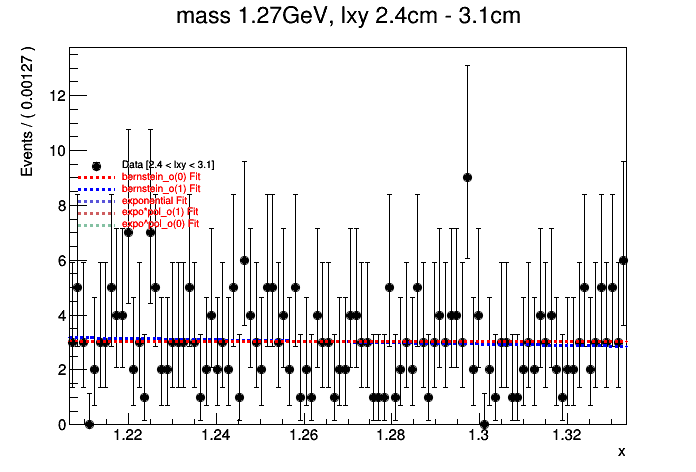 mass 1.27GeV, lxy 2.4cm - 3.1cm
Events / ( 0.00127 )
12
10
8
6
4
2
0
Data [2.4 < lxy < 3.1]
bernstein_o(0) Fit
bernstein_o(1) Fit
exponential Fit
expo*pol_o(1) Fit
expo^pol_o(0) Fit
1.22 1.24 1.26 1.28 1.3 1.32
x